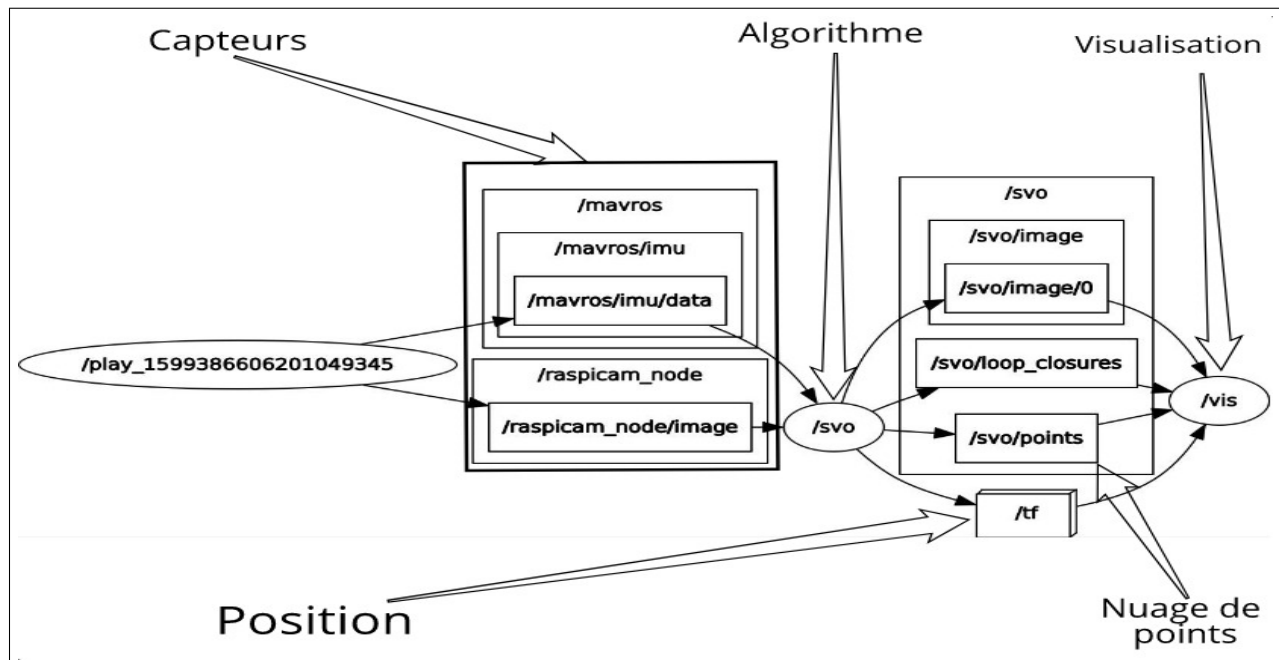 Capteurs
Algorithme
Visualisation
/mavros
/mavros/imu
/mavros/imu/data
/play_1599386606201049345
/raspicam_node
/raspicam_node/image
/svo
/svo
/svo/image
/svo/image/0
/svo/loop_closures
/svo/points
/tf
/vis
Position
Nuage de
points